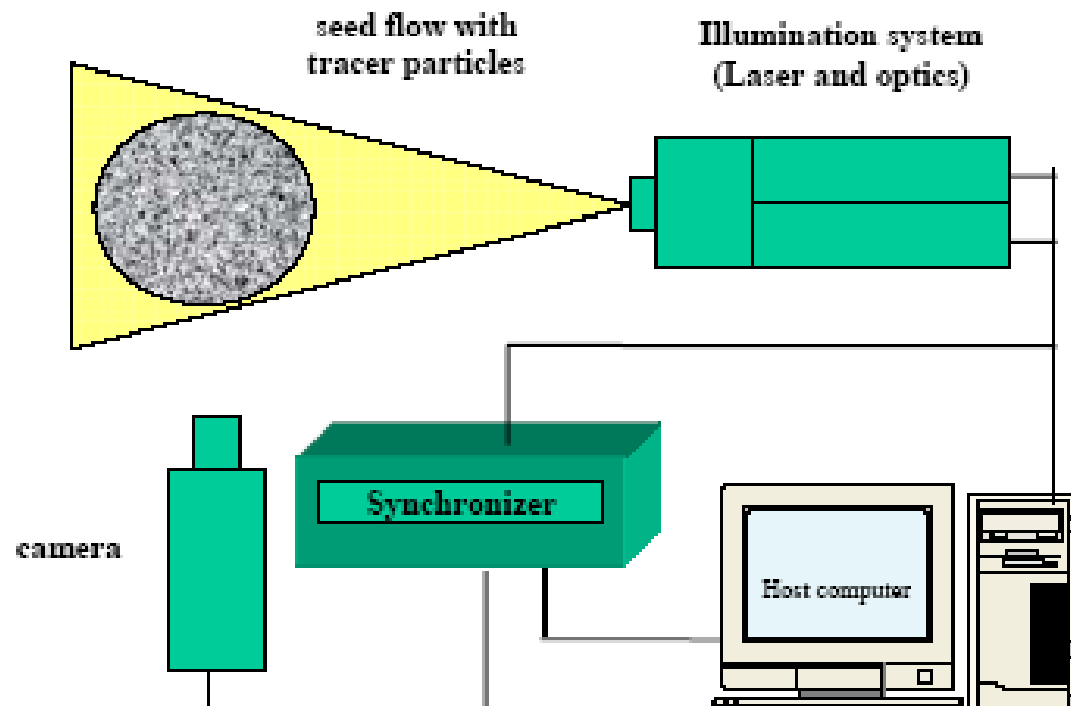 seed flow with
tracer particles
Illumination system
(Laser and optics)
Synchronizer
camera
Host computer